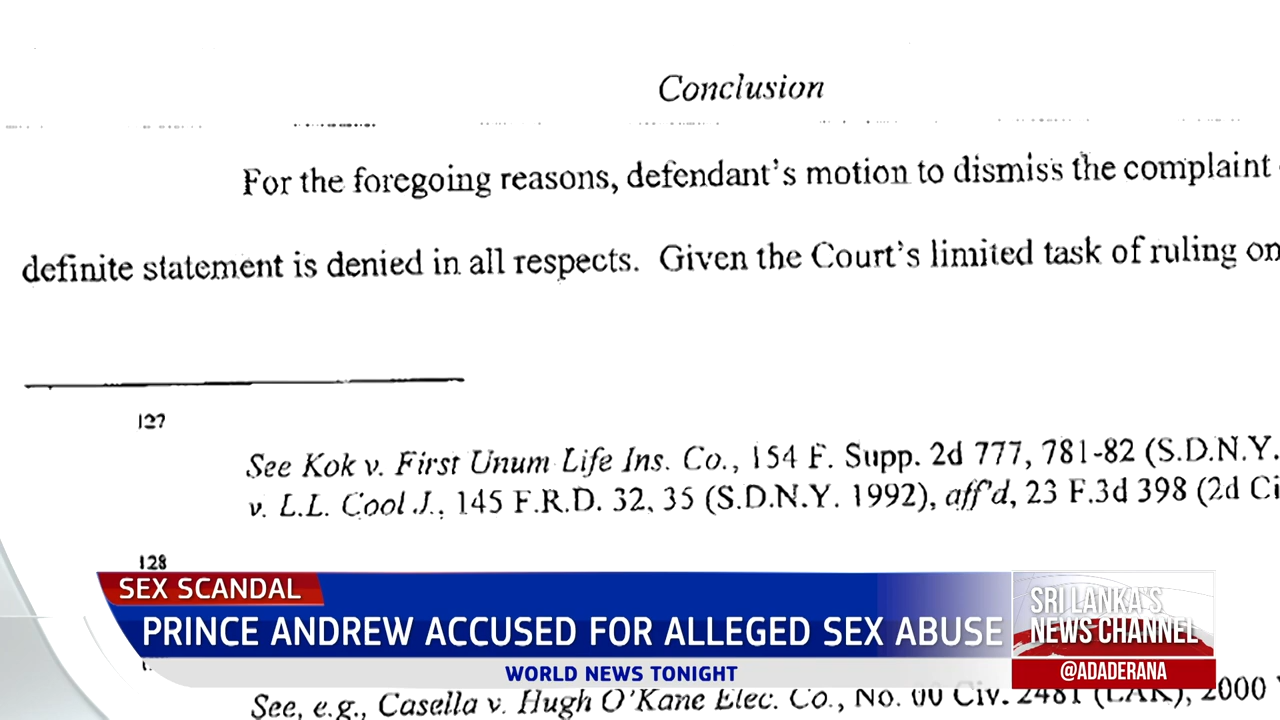 Conclusion
For the foregoing reasons, defendant's motion to dismiss the complaint
definite statement is denied in all respects. Given the Court's limited task of ruling on
127
See Kok v. First Unum Life Ins. Co., 154 F. Supp. 2d 777, 781-82 (S.D.N.Y.
v. L.L. Cool J., 145 F.R.D. 32, 35 (S.D.N.Y. 1992), aff'd, 23 F.3d 398 (2d Ci
128
SEX SCANDAL
PRINCE ANDREW ACCUSED FOR ALLEGED SEX ABUSE
SRI LANKA'S
NEWS CHANNEL
WORLD NEWS TONIGHT
@ADADERANA
See, e.g., Casella v. Hugh O'Kane Elec. Co., No. 00 Civ. 2481 (LAK), 2000